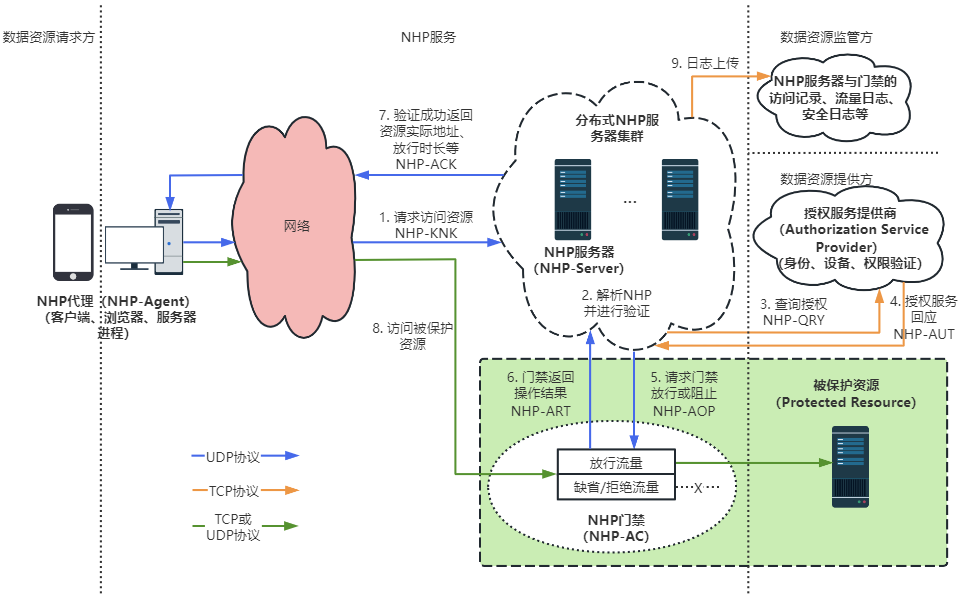 数据资源请求方
NHP服务
数据资源监管方
9. 日志上传
NHP服务器与门禁的
访问记录、流量日志、
安全日志等
7. 验证成功返回
资源实际地址、
放行时长等
NHP-ACK
分布式NHP服
务器集群
...
数据资源提供方
授权服务提供商
（Authorization Service
Provider）
(身份、设备、权限验证)
网络
1. 请求访问资源
NHP-KNK
NHP服务器
（NHP-Server）
NHP代理（NHP-Agent）
（客户端、浏览器、服务器
进程）
2. 解析NHP
并进行验证
3. 查询授权
NHP-QRY
4. 授权服务
回应
NHP-AUT
8. 访问被保护
资源
6. 门禁返回
操作结果
NHP-ART
5. 请求门禁
放行或阻止
NHP-AOP
被保护资源
（Protected Resource）
放行流量
缺省/拒绝流量
X
NHP门禁
（NHP-AC）
UDP协议
TCP协议
TCP或
UDP协议